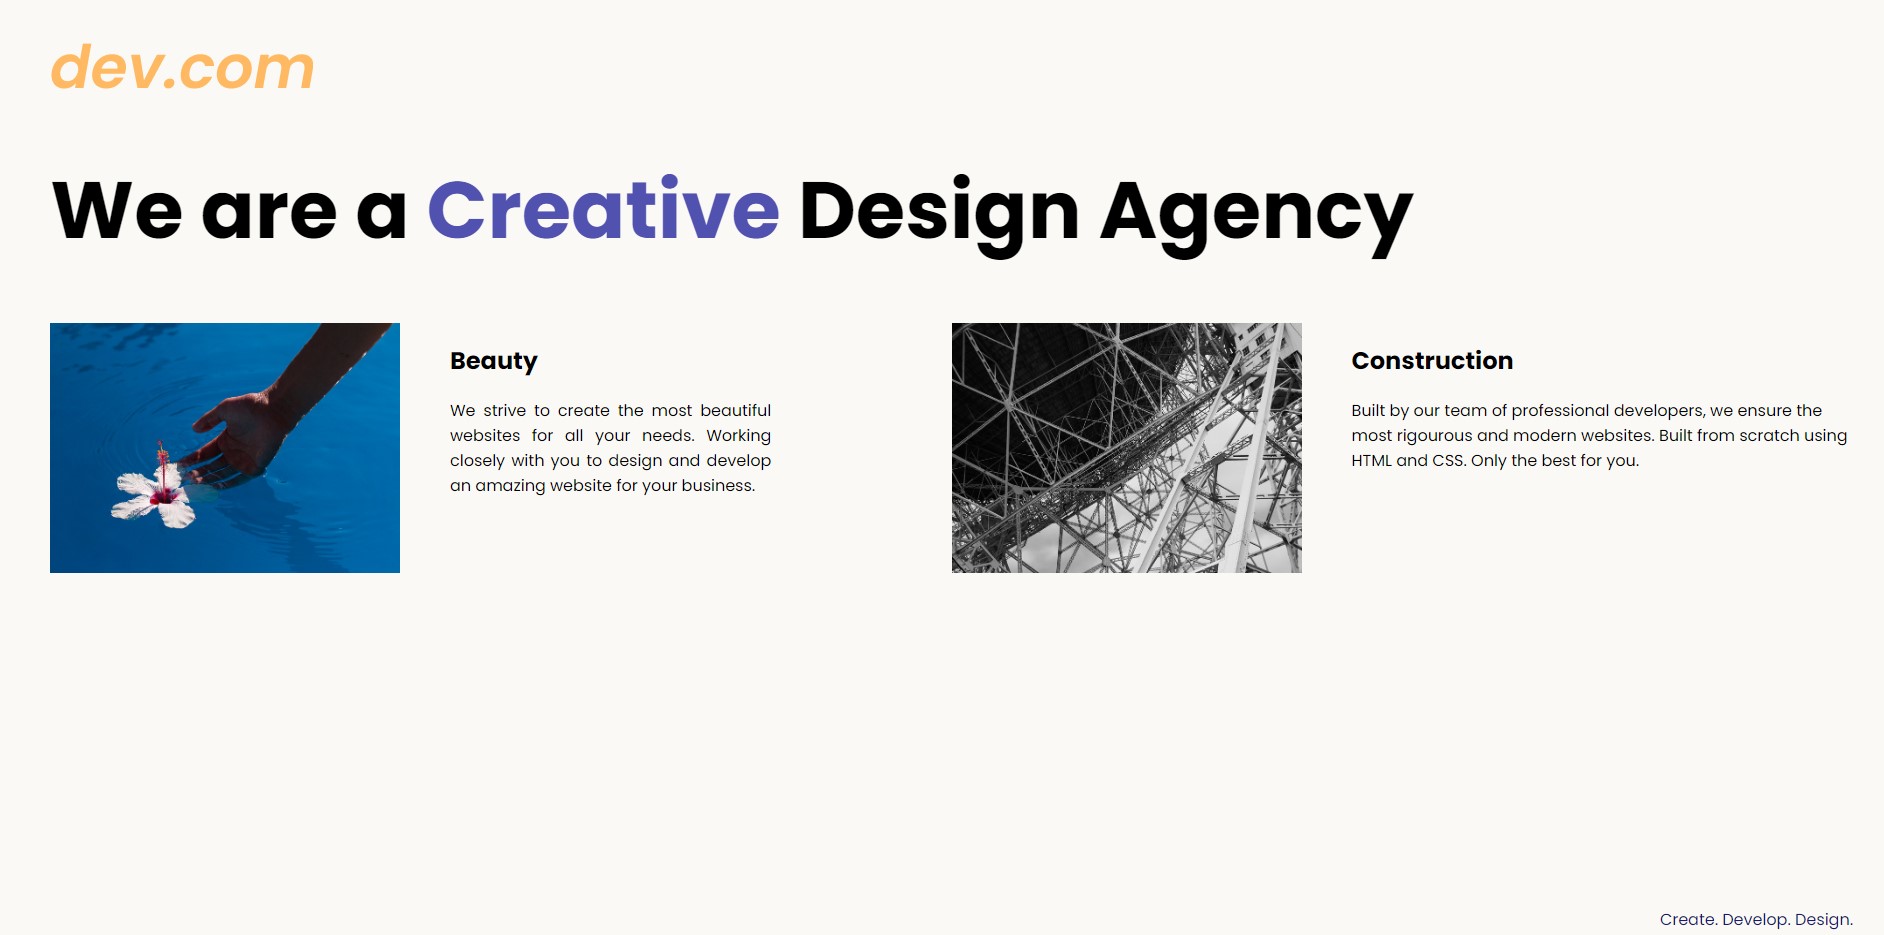 dev.com
We are a Creative Design Agency
Beauty
We strive to create the most beautiful
websites for all your needs. Working
closely with you to design and develop
an amazing website for your business.
Construction
Built by our team of professional developers, we ensure the
most rigourous and modern websites. Built from scratch using
HTML and CSS. Only the best for you.
Create. Develop. Design.